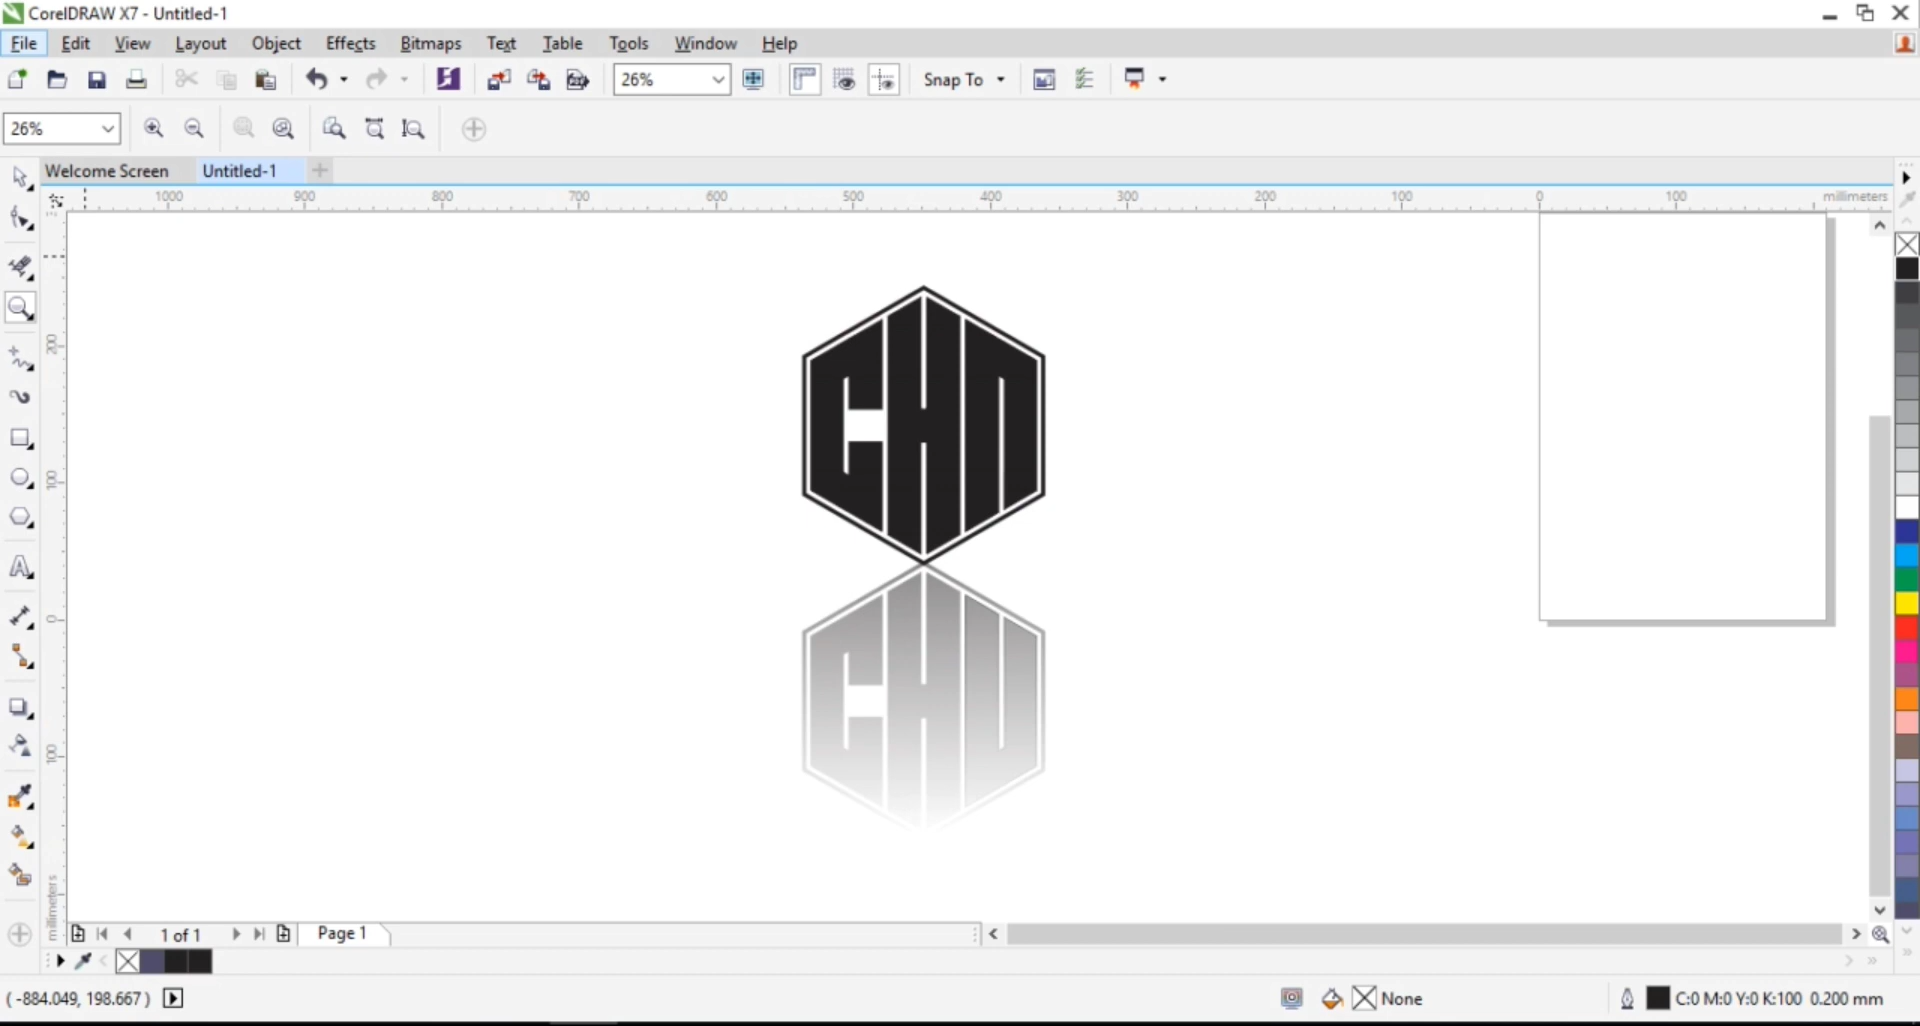 CorelDRAW X7 - Untitled-1
File Edit View Layout Object Effects Bitmaps Text Table Tools Window Help
26% Snap To
26%
Welcome Screen Untitled-1
1000 900 800 700 600 500 400 300 200 100 0 100 millimeters
200
100
0
100
millimeters
CHN
1 of 1 Page 1
( -884.049, 198.667 ) None C:0 M:0 Y:0 K:100 0.200 mm